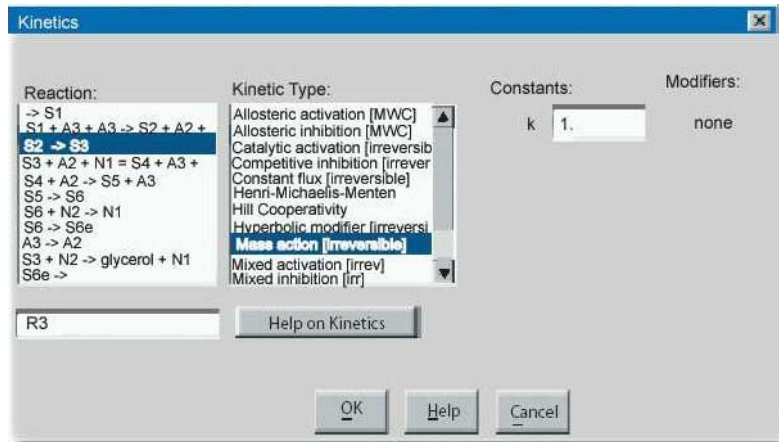 Kinetics
Reaction:
-> S1
S1 + A3 + A3 -> S2 + A2 +
S2 -> S3
S3 + A2 + N1 = S4 + A3 +
S4 + A2 -> S5 + A3
S5 -> S6
S6 + N2 -> N1
S6 -> S6e
A3 -> A2
S3 + N2 -> glycerol + N1
S6e ->
R3
Kinetic Type:
Allosteric activation [MWC]
Allosteric inhibition [MWC]
Catalytic activation [irreversib
Competitive inhibition [irrever
Constant flux [irreversible]
Henri-Michaelis-Menten
Hill Cooperativity
Hyperbolic modifier [irreversi
Mass action [irreversible]
Mixed activation [irrev]
Mixed inhibition [irr]
Help on Kinetics
Constants:
k 1.
Modifiers:
none
OK Help Cancel